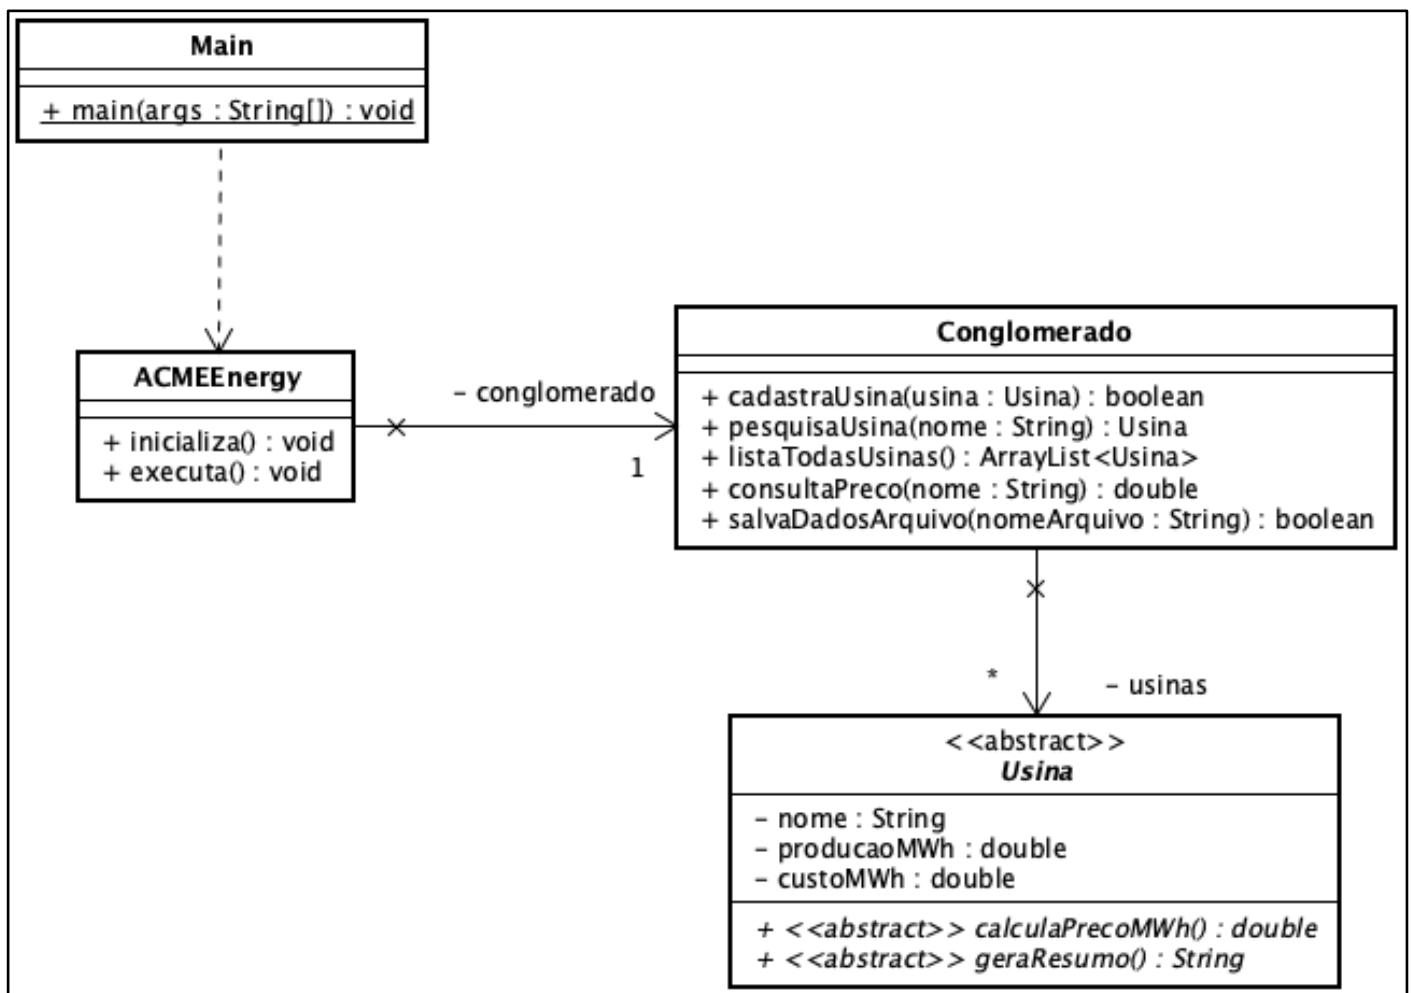 Main
+ main(args : String[]) : void
ACMEEnergy
+ inicializa() : void
+ executa() : void
- conglomerado
1
Conglomerado
+ cadastraUsina(usina : Usina) : boolean
+ pesquisaUsina(nome : String) : Usina
+ listaTodasUsinas() : ArrayList<Usina>
+ consultaPreco(nome : String) : double
+ salvaDadosArquivo(nomeArquivo : String) : boolean
*
- usinas
<<abstract>>
Usina
- nome : String
- producaoMWh : double
- custoMWh : double
+ <<abstract>> calculaPrecoMWh() : double
+ <<abstract>> geraResumo() : String